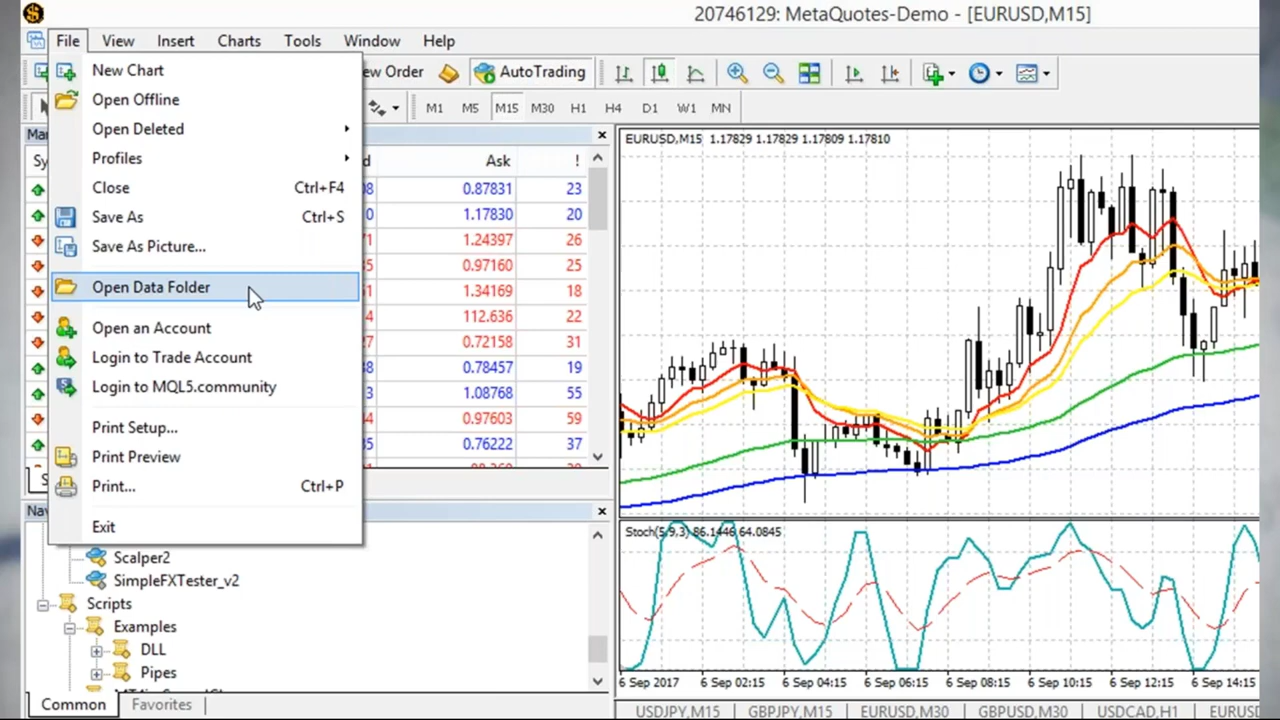 20746129: MetaQuotes-Demo - [EURUSD,M15]
File View Insert Charts Tools Window Help
New Chart
Open Offline
Open Deleted
Profiles
Close Ctrl+F4
Save As Ctrl+S
Save As Picture...
Open Data Folder
Open an Account
Login to Trade Account
Login to MQL5.community
Print Setup...
Print Preview
Print... Ctrl+P
Exit
Order AutoTrading
M1 M5 M15 M30 H1 H4 D1 W1 MN
Ask !
0.87831 23
1.17830 20
1.24397 26
0.97160 25
1.34169 18
112.636 22
0.72158 31
0.78457 19
1.08768 55
0.97603 59
0.76222 37
Scalper2
SimpleFXTester_v2
Scripts
Examples
DLL
Pipes
Common Favorites
EURUSD,M15 1.17829 1.17829 1.17809 1.17810
Stoch(5,9,3) 86.1446 64.0845
6 Sep 2017 6 Sep 02:15 6 Sep 04:15 6 Sep 06:15 6 Sep 08:15 6 Sep 10:15 6 Sep 12:15 6 Sep 14:15
USDJPY,M15 GBPJPY,M15 EURUSD,M30 GBPUSD,M30 USDCAD,H1